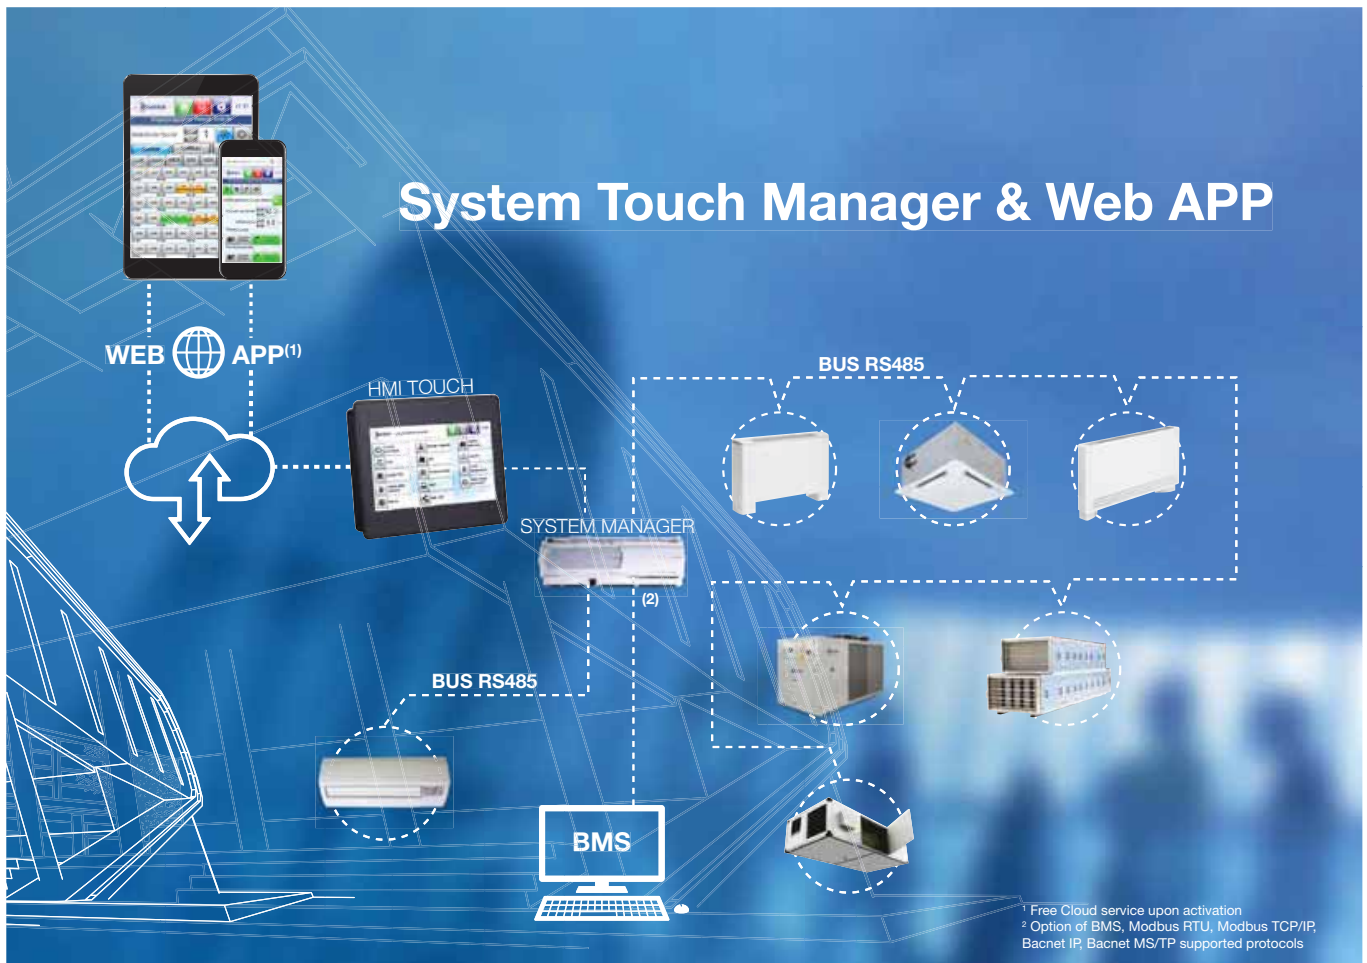 System Touch Manager & Web APP
WEB APP(1)
HMI TOUCH
BUS RS485
SYSTEM MANAGER
(2)
BUS RS485
BMS
1 Free Cloud service upon activation
2 Option of BMS, Modbus RTU, Modbus TCP/IP,
Bacnet IP, Bacnet MS/TP supported protocols